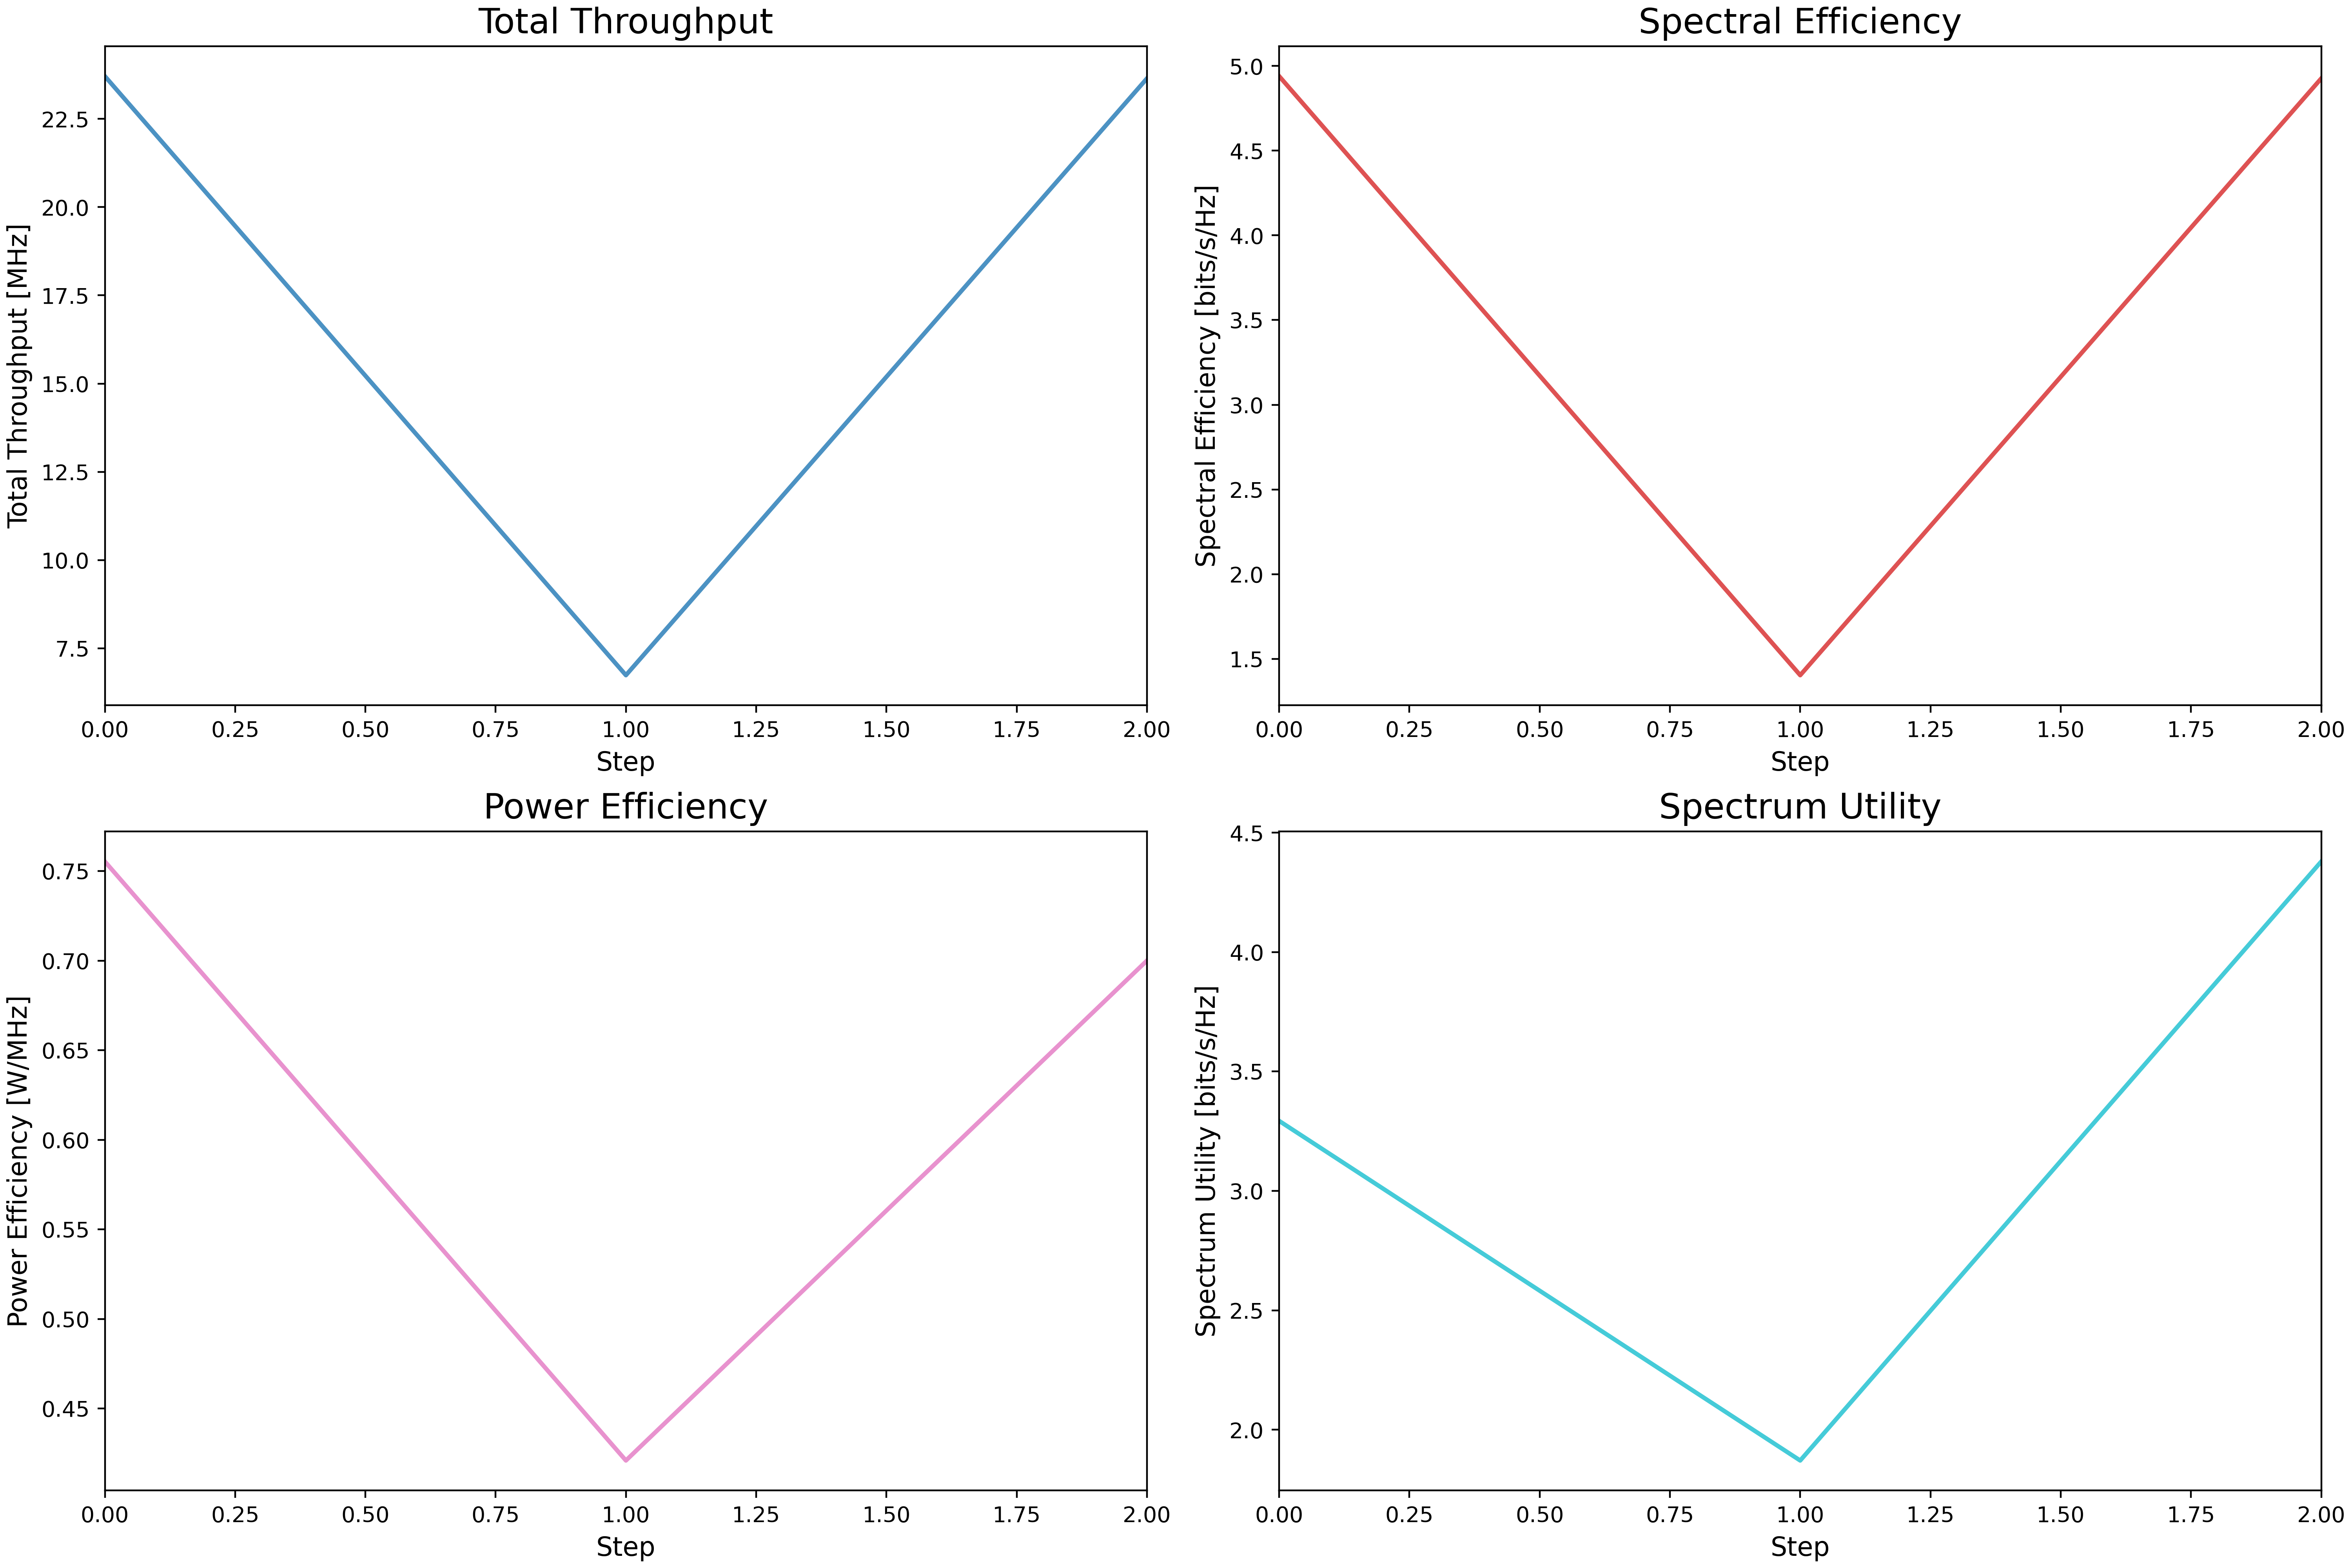 Total Throughput
Total Throughput [MHz]
22.5
20.0
17.5
15.0
12.5
10.0
7.5
0.00 0.25 0.50 0.75 1.00 1.25 1.50 1.75 2.00
Step
Spectral Efficiency
Spectral Efficiency [bits/s/Hz]
5.0
4.5
4.0
3.5
3.0
2.5
2.0
1.5
0.00 0.25 0.50 0.75 1.00 1.25 1.50 1.75 2.00
Step
Power Efficiency
Power Efficiency [W/MHz]
0.75
0.70
0.65
0.60
0.55
0.50
0.45
0.00 0.25 0.50 0.75 1.00 1.25 1.50 1.75 2.00
Step
Spectrum Utility
Spectrum Utility [bits/s/Hz]
4.5
4.0
3.5
3.0
2.5
2.0
0.00 0.25 0.50 0.75 1.00 1.25 1.50 1.75 2.00
Step